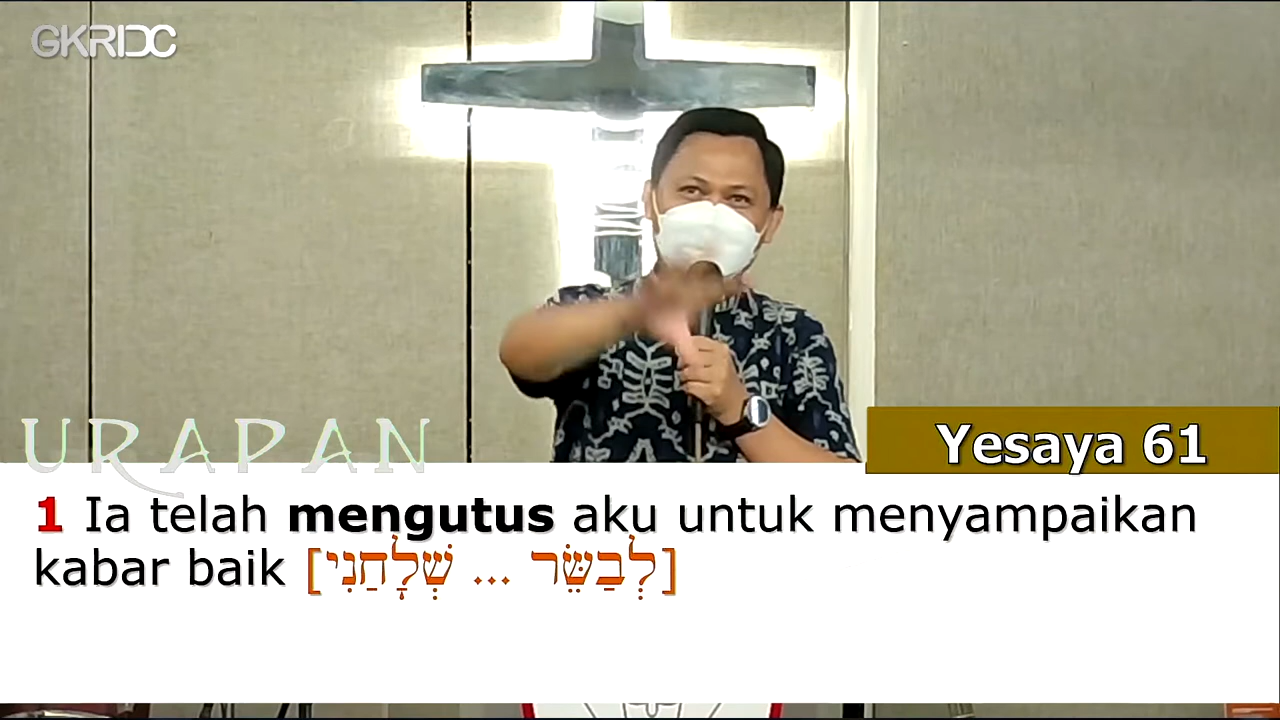 GKRIDC
URAPAN
Yesaya 61
1 Ia telah mengutus aku untuk menyampaikan
kabar baik [לְבַשֵּׂר ... שְׁלָחַנִי]